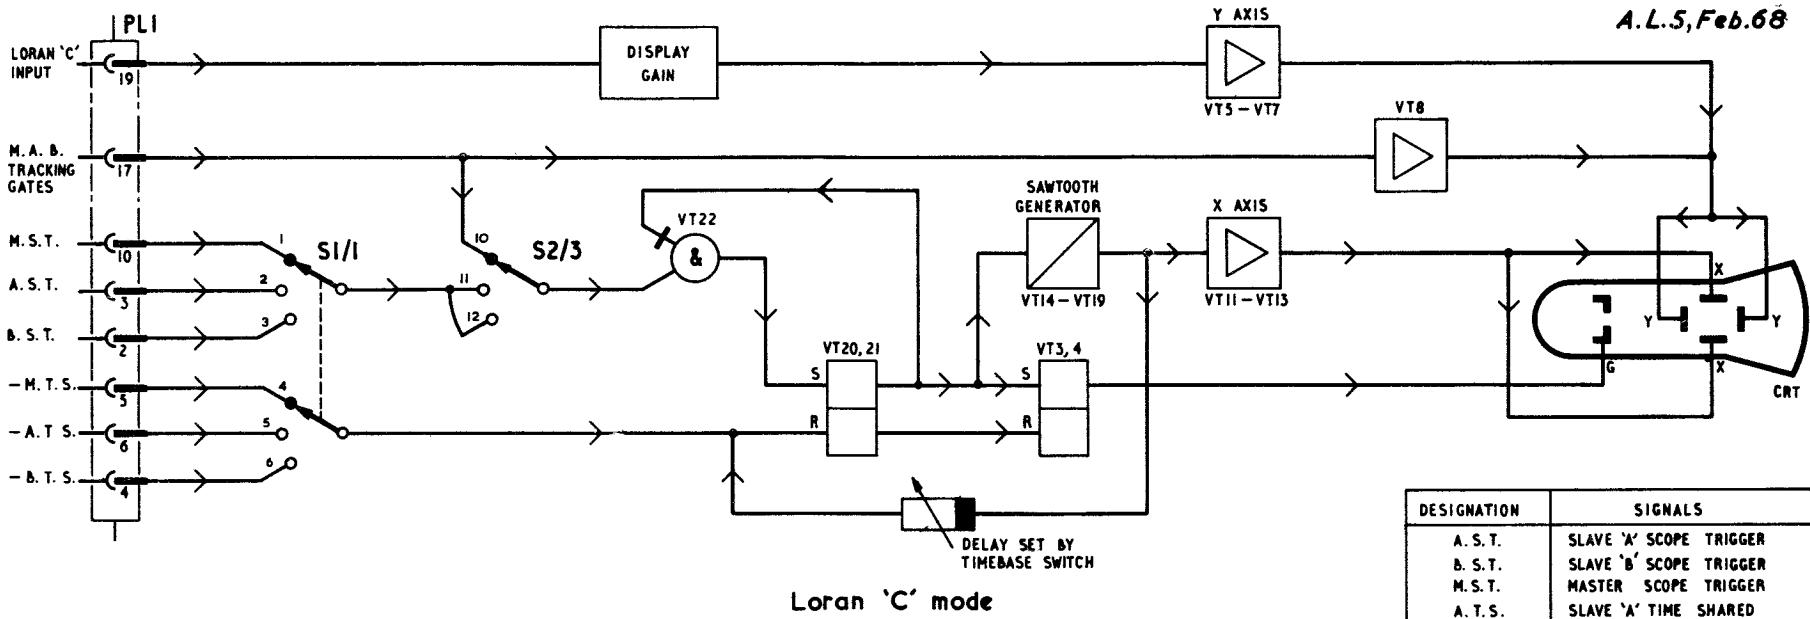 PL1
A.L.5, Feb.68
LORAN 'C'
INPUT
19
DISPLAY
GAIN
Y AXIS
VT5 – VT7
VT8
M.A.B.
TRACKING
GATES
17
M.S.T.
10
1
S1/1
A.S.T.
3
2
B.S.T.
2
3
10
S2/3
11
12
VT22
&
SAWTOOTH
GENERATOR
VT14 – VT19
X AXIS
VT11 – VT13
X
Y
Y
X
G
CRT
– M.T.S.
5
4
– A.T S.
6
5
– B.T.S.
4
6
VT20, 21
S
R
VT3, 4
S
R
DELAY SET BY
TIMEBASE SWITCH
Loran 'C' mode
DESIGNATION SIGNALS
A.S.T. SLAVE 'A' SCOPE TRIGGER
B.S.T. SLAVE 'B' SCOPE TRIGGER
M.S.T. MASTER SCOPE TRIGGER
A.T.S. SLAVE 'A' TIME SHARED